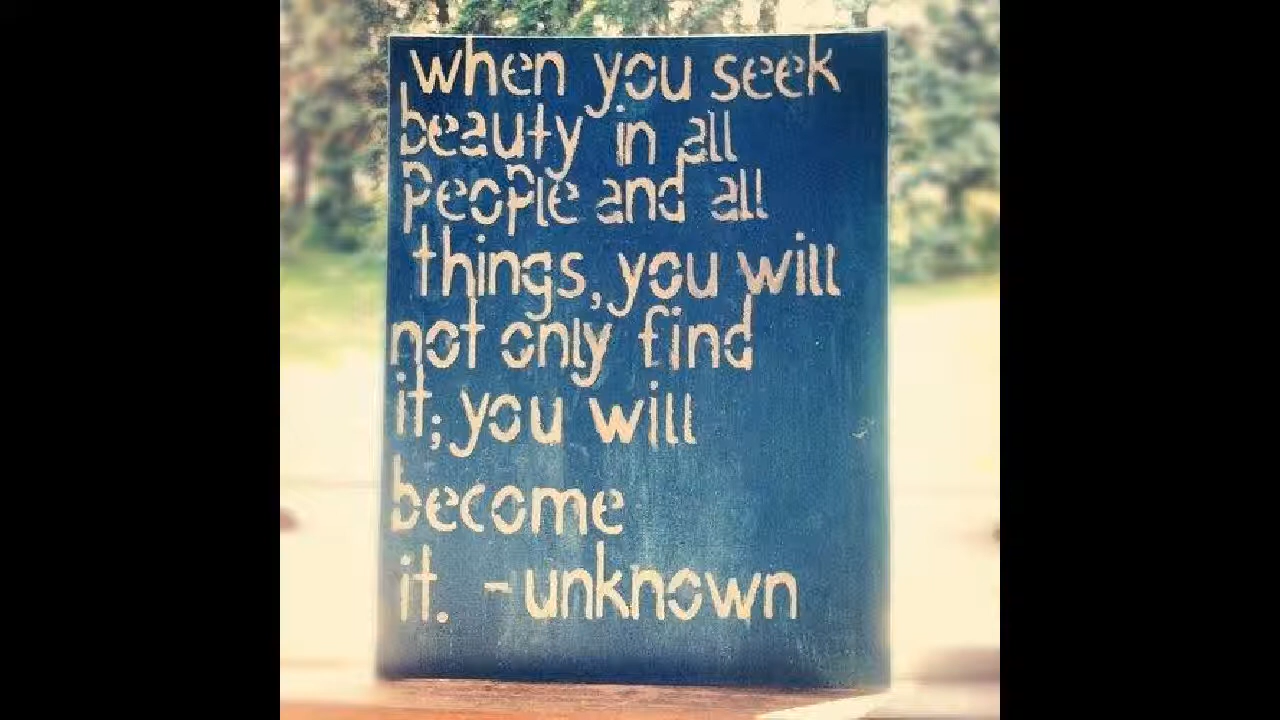 when you seek
beauty in all
people and all
things, you will
not only find
it; you will
become
it. - unknown